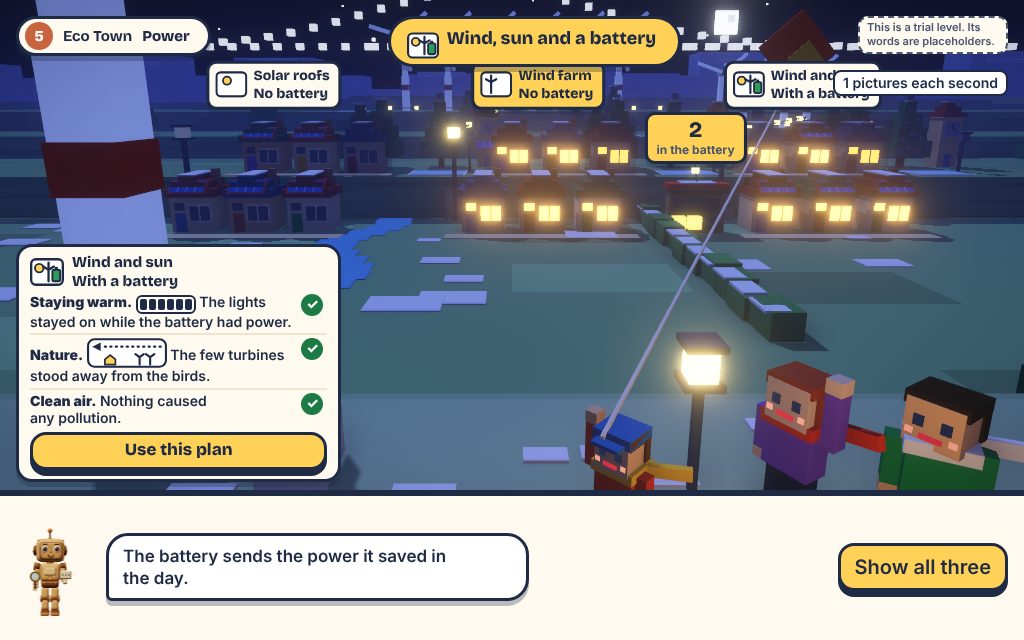 5 Eco Town Power
Wind, sun and a battery
This is a trial level. Its
words are placeholders.
Solar roofs
No battery
Wind farm
No battery
Wind and
With a battery
1 pictures each second
2
in the battery
Wind and sun
With a battery
Staying warm. The lights
stayed on while the battery had power.
Nature. The few turbines
stood away from the birds.
Clean air. Nothing caused
any pollution.
Use this plan
The battery sends the power it saved in
the day.
Show all three